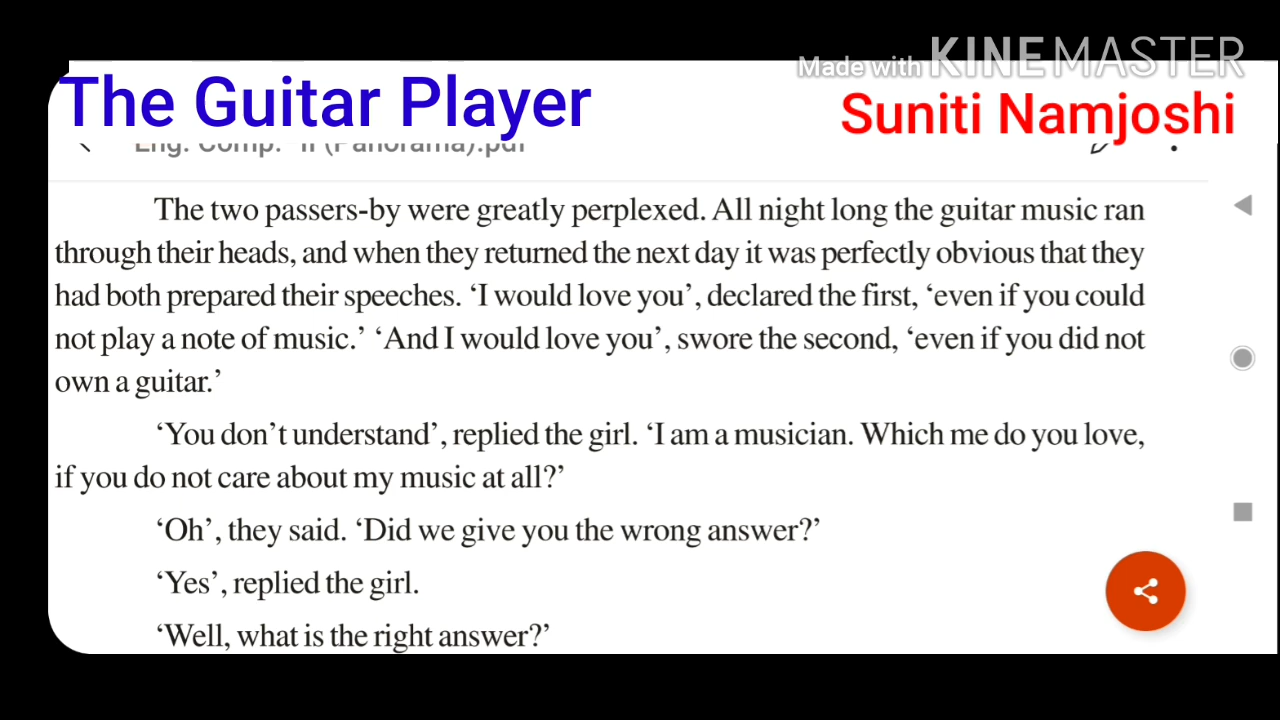 Made with KINEMASTER
The Guitar Player
Suniti Namjoshi
Eng. Comp. -II (Panorama).pdf
The two passers-by were greatly perplexed. All night long the guitar music ran
through their heads, and when they returned the next day it was perfectly obvious that they
had both prepared their speeches. ‘I would love you’, declared the first, ‘even if you could
not play a note of music.’ ‘And I would love you’, swore the second, ‘even if you did not
own a guitar.’
‘You don’t understand’, replied the girl. ‘I am a musician. Which me do you love,
if you do not care about my music at all?’
‘Oh’, they said. ‘Did we give you the wrong answer?’
‘Yes’, replied the girl.
‘Well, what is the right answer?’